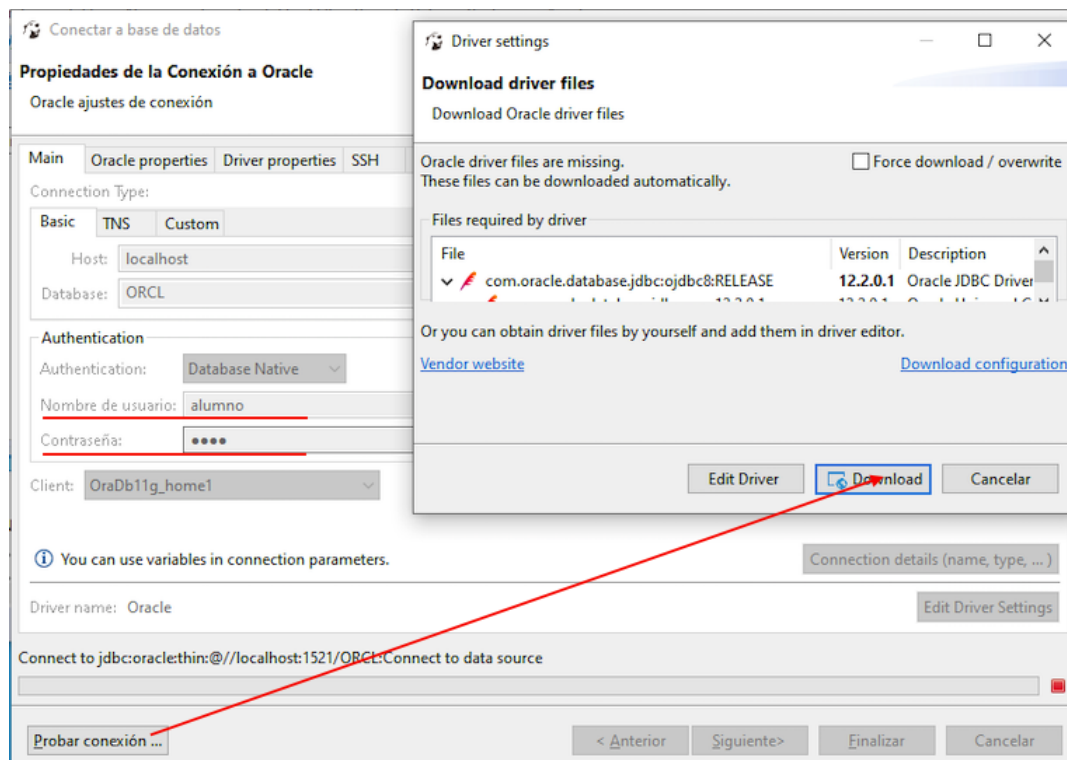 Conectar a base de datos
Propiedades de la Conexión a Oracle
Oracle ajustes de conexión
Main Oracle properties Driver properties SSH
Connection Type:
Basic TNS Custom
Host: localhost
Database: ORCL
Authentication
Authentication: Database Native
Nombre de usuario: alumno
Contraseña: ••••
Client: OraDb11g_home1
You can use variables in connection parameters.
Connection details (name, type, ... )
Driver name: Oracle
Edit Driver Settings
Connect to jdbc:oracle:thin:@//localhost:1521/ORCL:Connect to data source
Probar conexión ...
< Anterior Siguiente> Finalizar Cancelar
Driver settings
Download driver files
Download Oracle driver files
Oracle driver files are missing.
These files can be downloaded automatically.
Force download / overwrite
Files required by driver
File Version Description
com.oracle.database.jdbc:ojdbc8:RELEASE 12.2.0.1 Oracle JDBC Driver
Or you can obtain driver files by yourself and add them in driver editor.
Vendor website Download configuration
Edit Driver Download Cancelar